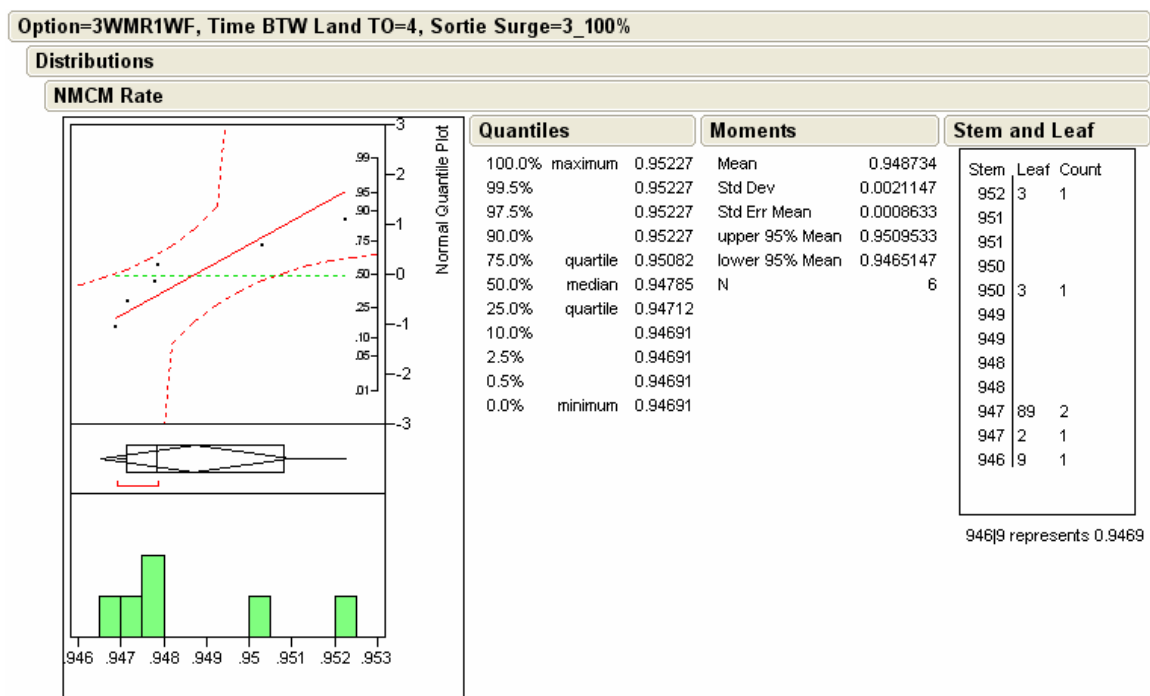 Option=3WMR1WF, Time BTW Land TO=4, Sortie Surge=3_100%
Distributions
NMCM Rate
3
2
1
0
-1
-2
-3
.99
.95
.90
.75
.50
.25
.10
.05
.01
Normal Quantile Plot
.946 .947 .948 .949 .95 .951 .952 .953
Quantiles
100.0% maximum 0.95227
99.5% 0.95227
97.5% 0.95227
90.0% 0.95227
75.0% quartile 0.95082
50.0% median 0.94785
25.0% quartile 0.94712
10.0% 0.94691
2.5% 0.94691
0.5% 0.94691
0.0% minimum 0.94691
Moments
Mean 0.948734
Std Dev 0.0021147
Std Err Mean 0.0008633
upper 95% Mean 0.9509533
lower 95% Mean 0.9465147
N 6
Stem and Leaf
Stem Leaf Count
952 3 1
951
951
950
950 3 1
949
949
948
948
947 89 2
947 2 1
946 9 1
946|9 represents 0.9469